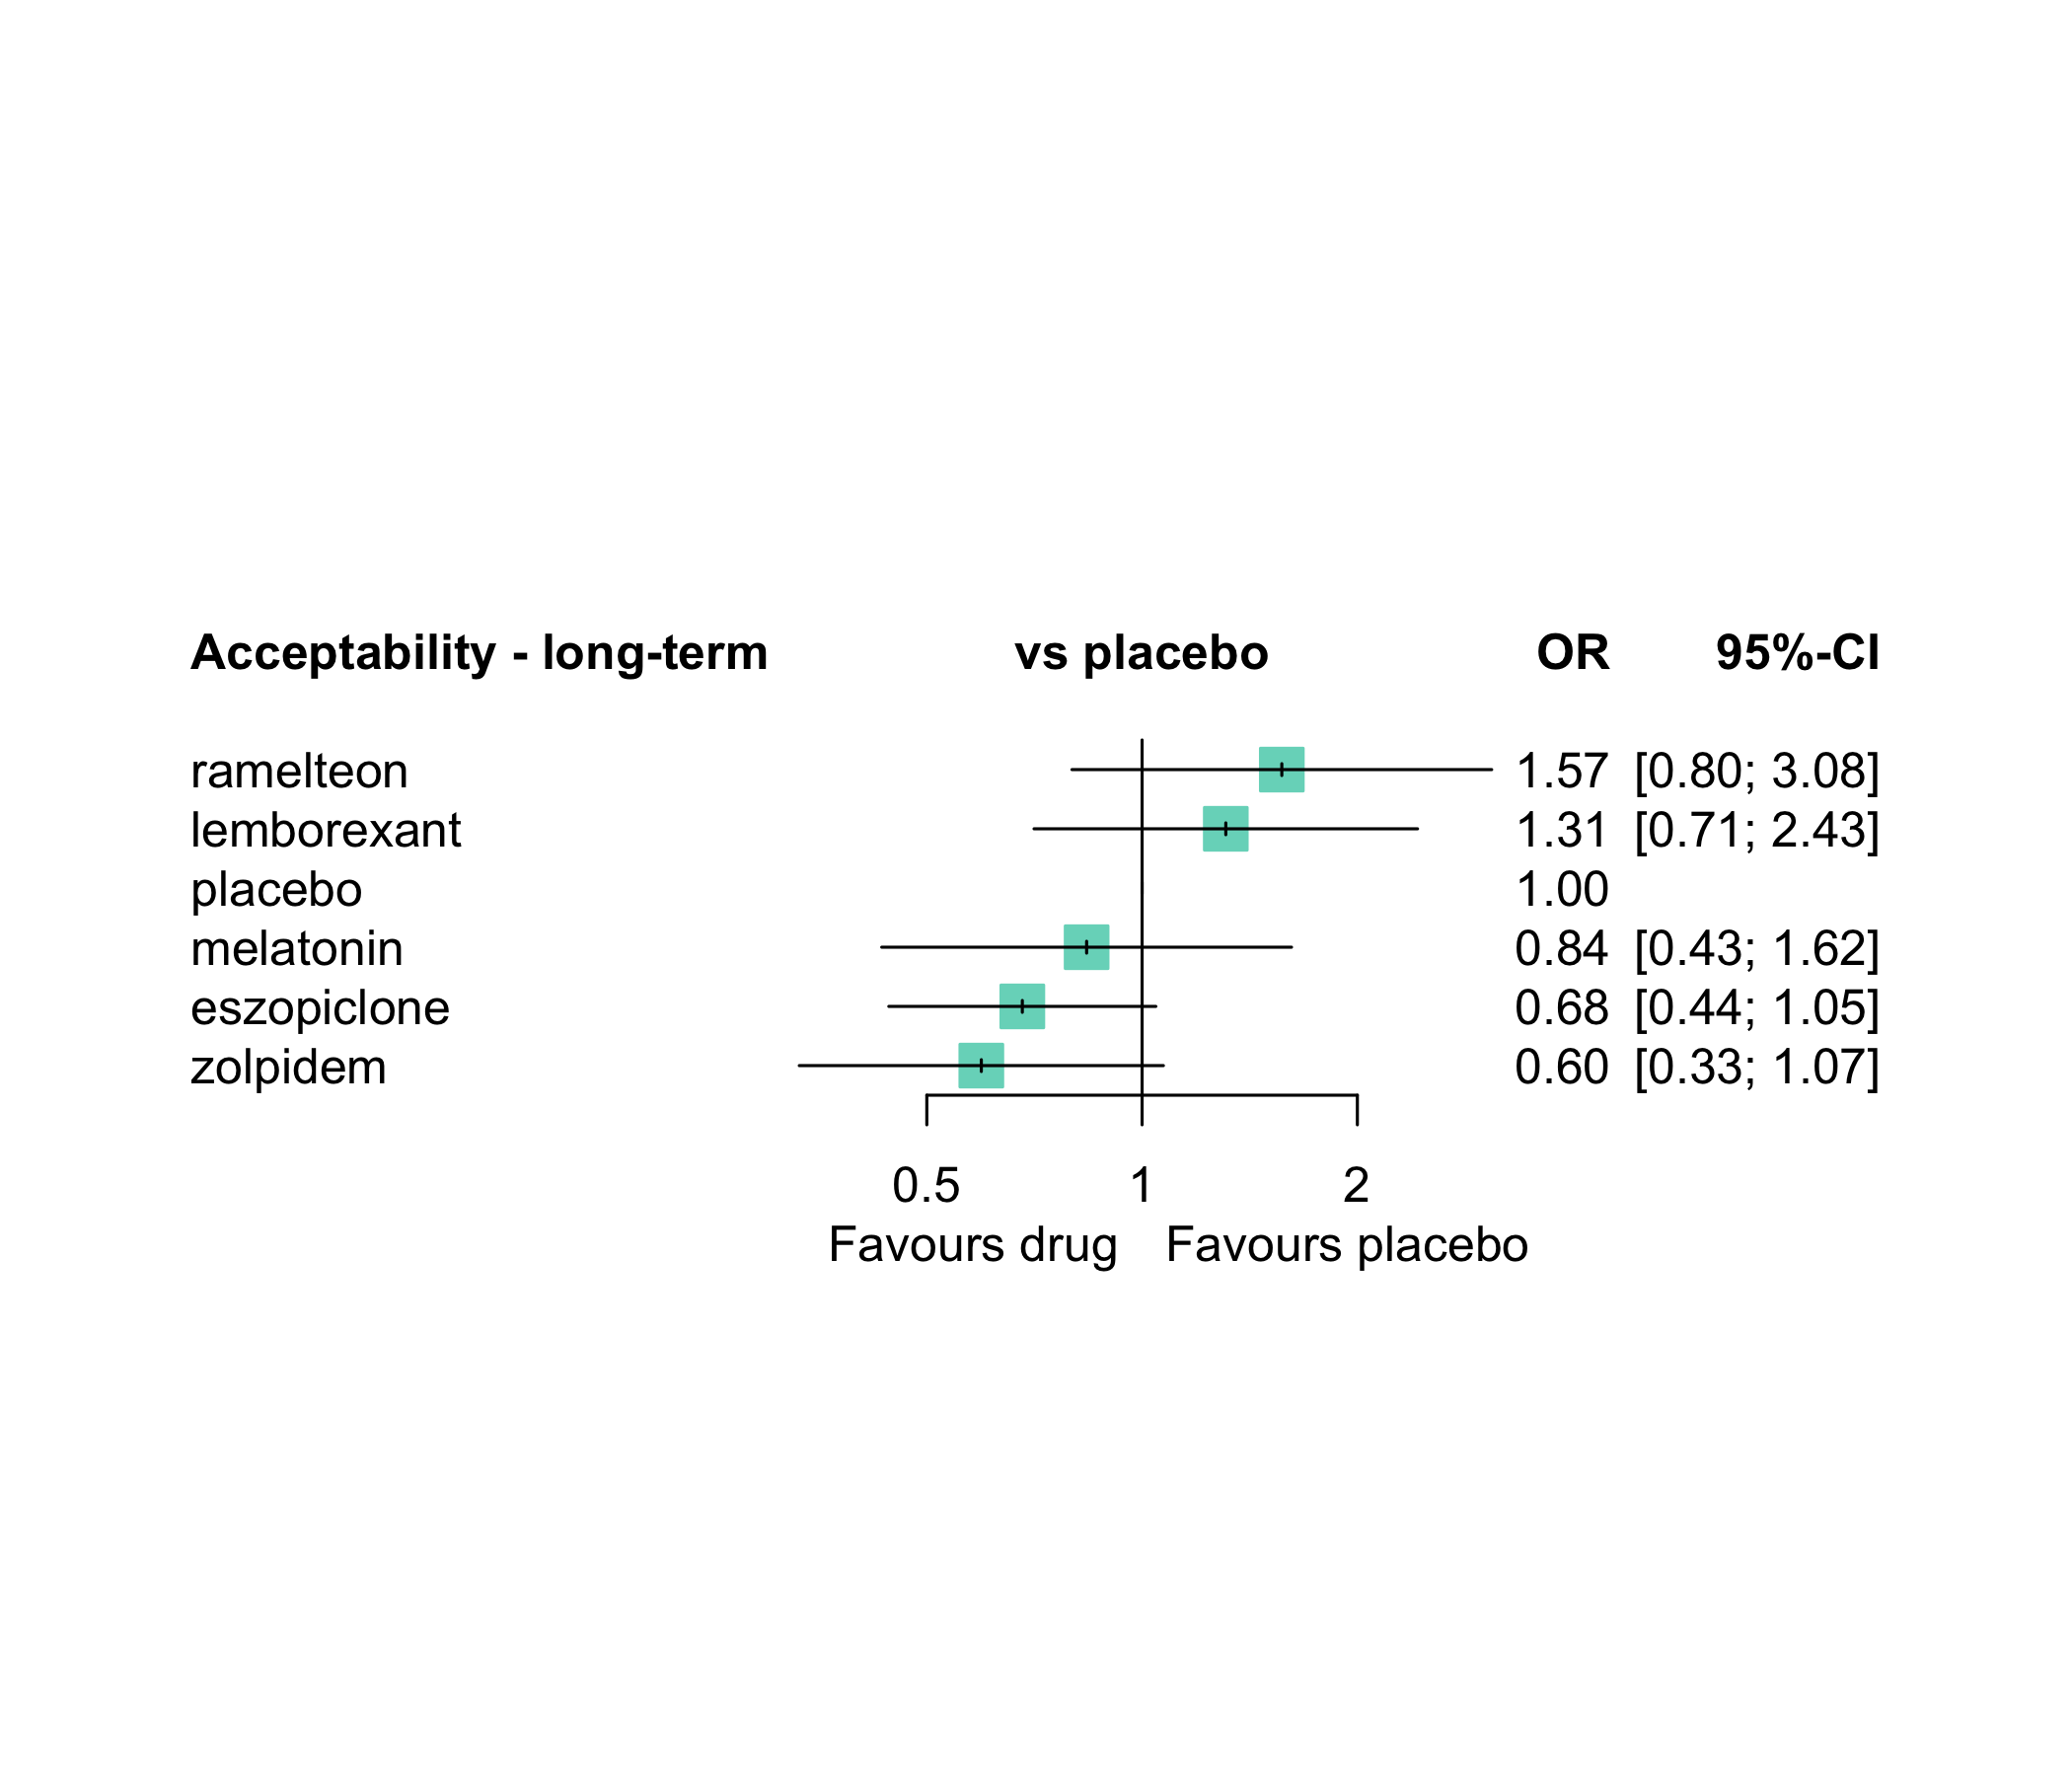 Acceptability - long-term vs placebo OR 95%-CI
ramelteon 1.57 [0.80; 3.08]
lemborexant 1.31 [0.71; 2.43]
placebo 1.00
melatonin 0.84 [0.43; 1.62]
eszopiclone 0.68 [0.44; 1.05]
zolpidem 0.60 [0.33; 1.07]
0.5 1 2
Favours drug Favours placebo